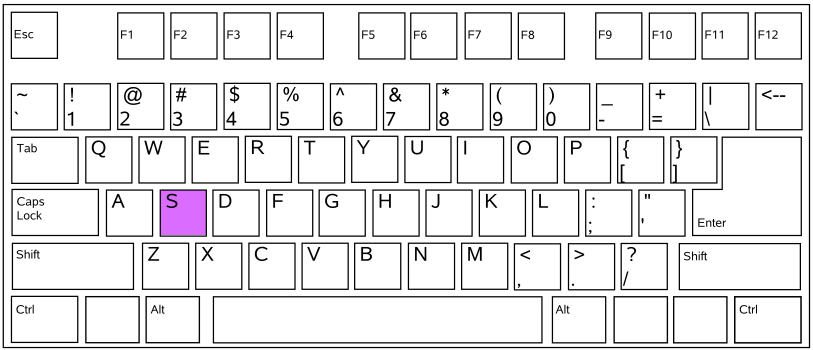 Esc F1 F2 F3 F4 F5 F6 F7 F8 F9 F10 F11 F12
~ ! @ # $ % ^ & * ( ) _ + | <--
` 1 2 3 4 5 6 7 8 9 0 - = \
Tab Q W E R T Y U I O P { }
[ ]
Caps A S D F G H J K L : "
Lock ; ' Enter
Shift Z X C V B N M < > ? Shift
, . /
Ctrl Alt Alt Ctrl